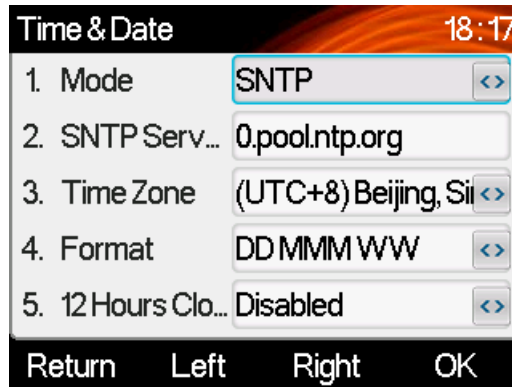 Time & Date 18:17
1. Mode SNTP
2. SNTP Serv... 0.pool.ntp.org
3. Time Zone (UTC+8) Beijing,
4. Format DD MMM WW
5. 12 Hours Clo... Disabled
Return Left Right OK